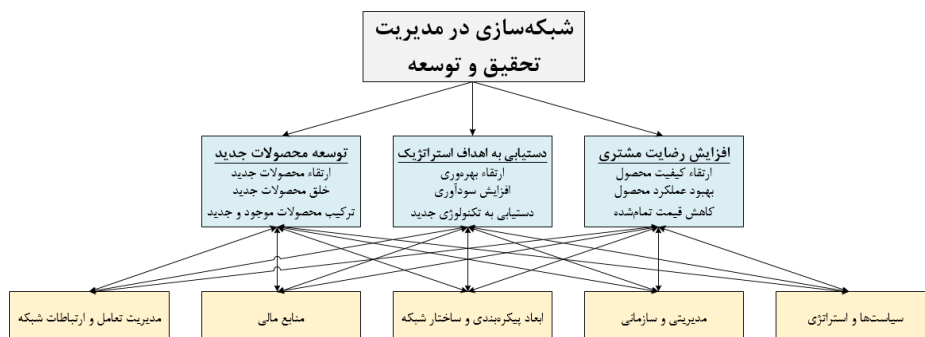 شبکه‌سازی در مدیریت
تحقیق و توسعه
افزایش رضایت مشتری
ارتقاء کیفیت محصول
بهبود عملکرد محصول
کاهش قیمت تمام‌شده
دستیابی به اهداف استراتژیک
ارتقاء بهره‌وری
افزایش سودآوری
دستیابی به تکنولوژی جدید
توسعه محصولات جدید
ارتقاء محصولات جدید
خلق محصولات جدید
ترکیب محصولات موجود و جدید
سیاست‌ها و استراتژی
مدیریتی و سازمانی
ابعاد پیکره‌بندی و ساختار شبکه
منابع مالی
مدیریت تعامل و ارتباطات شبکه